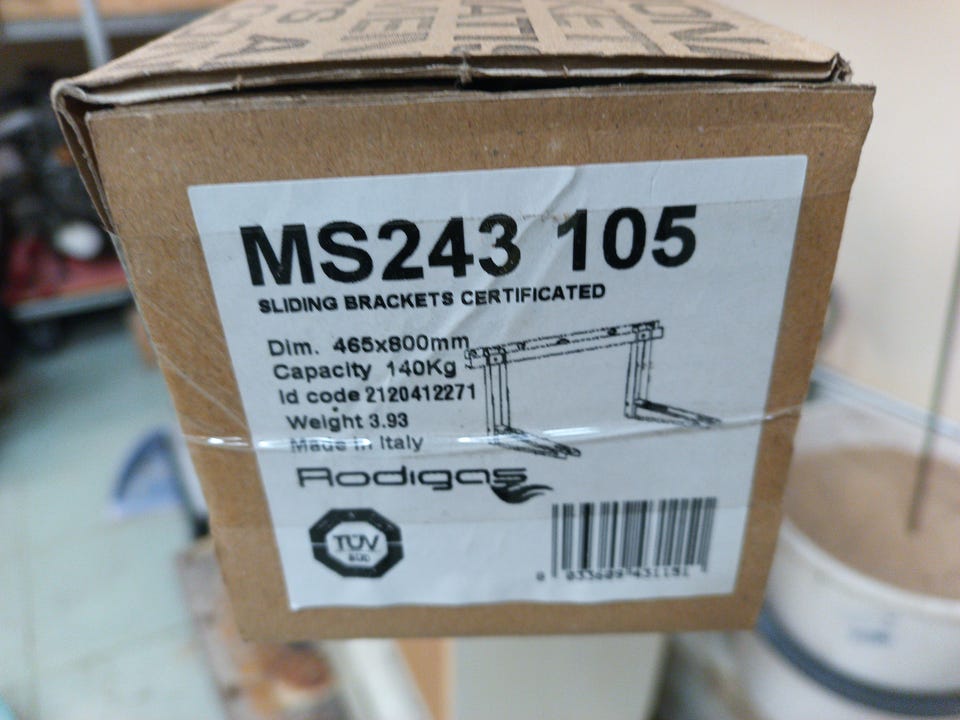 MS243 105
SLIDING BRACKETS CERTIFICATED
Dim. 465x800mm
Capacity 140Kg
Id code 2120412271
Weight 3.93
Made in Italy
Rodigas
TÜV
SÜD